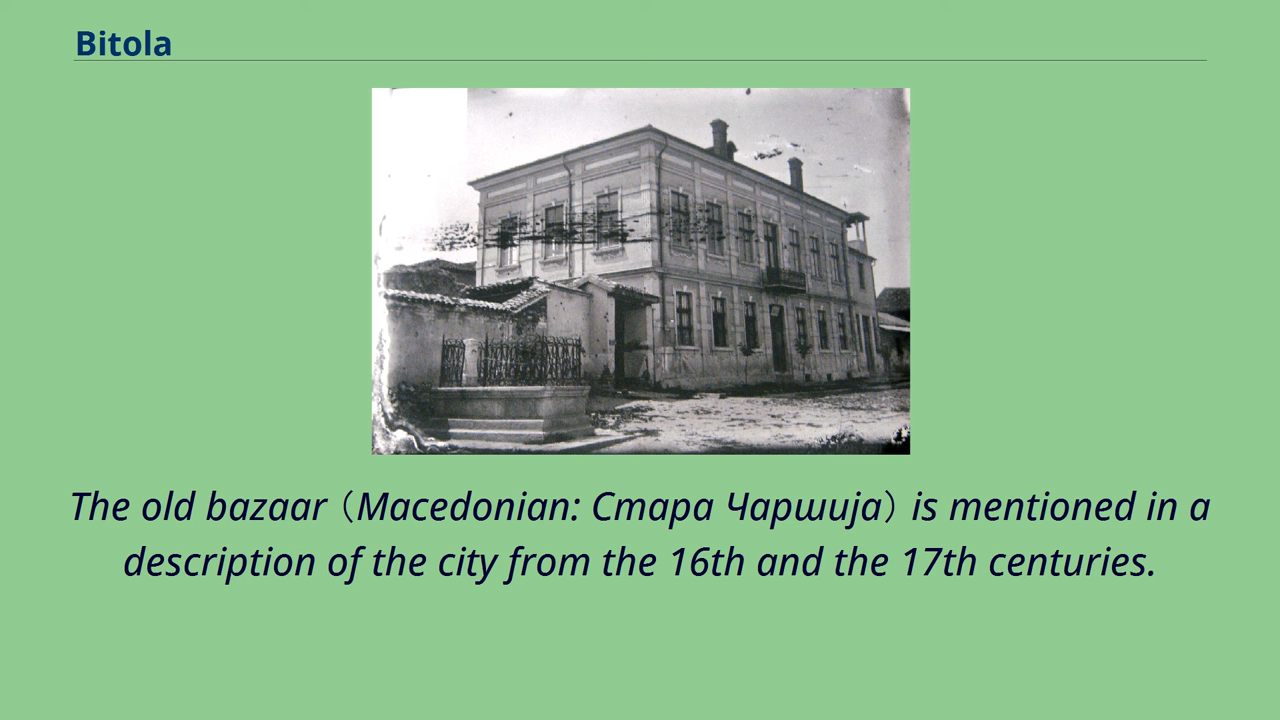 Bitola
The old bazaar（Macedonian: Стара Чаршија）is mentioned in a
description of the city from the 16th and the 17th centuries.